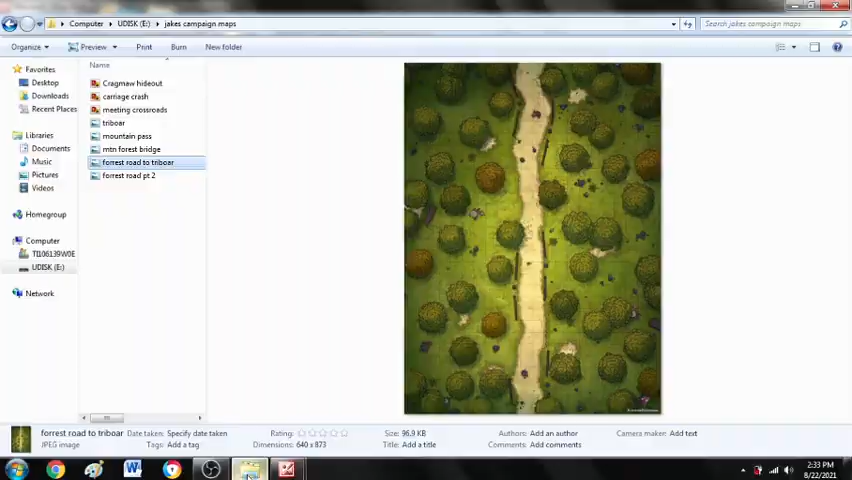 Computer ▸ UDISK (E:) ▸ jakes campaign maps
Search jakes campaign maps
Organize Preview Print Burn New folder
Name
Favorites
Desktop
Downloads
Recent Places
Libraries
Documents
Music
Pictures
Videos
Homegroup
Computer
TI106139W0E
UDISK (E:)
Network
Cragmaw hideout
carriage crash
meeting crossroads
triboar
mountain pass
mtn forest bridge
forrest road to triboar
forrest road pt 2
forrest road to triboar Date taken: Specify date taken Rating: Size: 96.9 KB Authors: Add an author Camera maker: Add text
JPEG image Tags: Add a tag Dimensions: 640 x 873 Title: Add a title Comments: Add comments
2:33 PM
8/22/2021